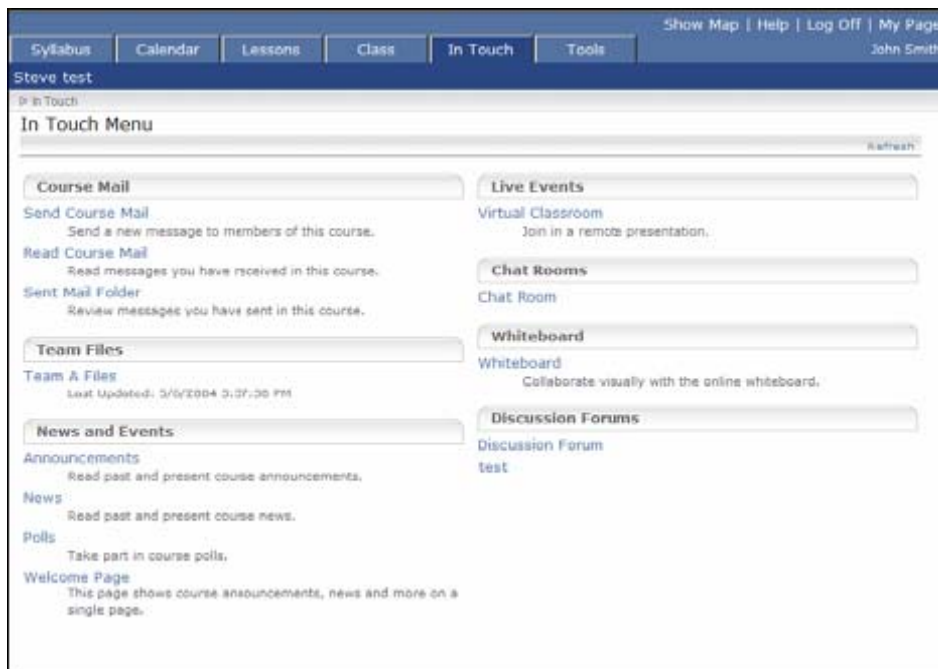 Show Map | Help | Log Off | My Page
Syllabus Calendar Lessons Class In Touch Tools John Smith
Steve test
In Touch
In Touch Menu
Refresh
Course Mail
Send Course Mail
Send a new message to members of this course.
Read Course Mail
Read messages you have received in this course.
Sent Mail Folder
Review messages you have sent in this course.
Team Files
Team A Files
Last Updated: PM
News and Events
Announcements
Read past and present course announcements.
News
Read past and present course news.
Polls
Take part in course polls.
Welcome Page
This page shows course announcements, news and more on a
single page.
Live Events
Virtual Classroom
Join in a remote presentation.
Chat Rooms
Chat Room
Whiteboard
Whiteboard
Collaborate visually with the online whiteboard.
Discussion Forums
Discussion Forum
test